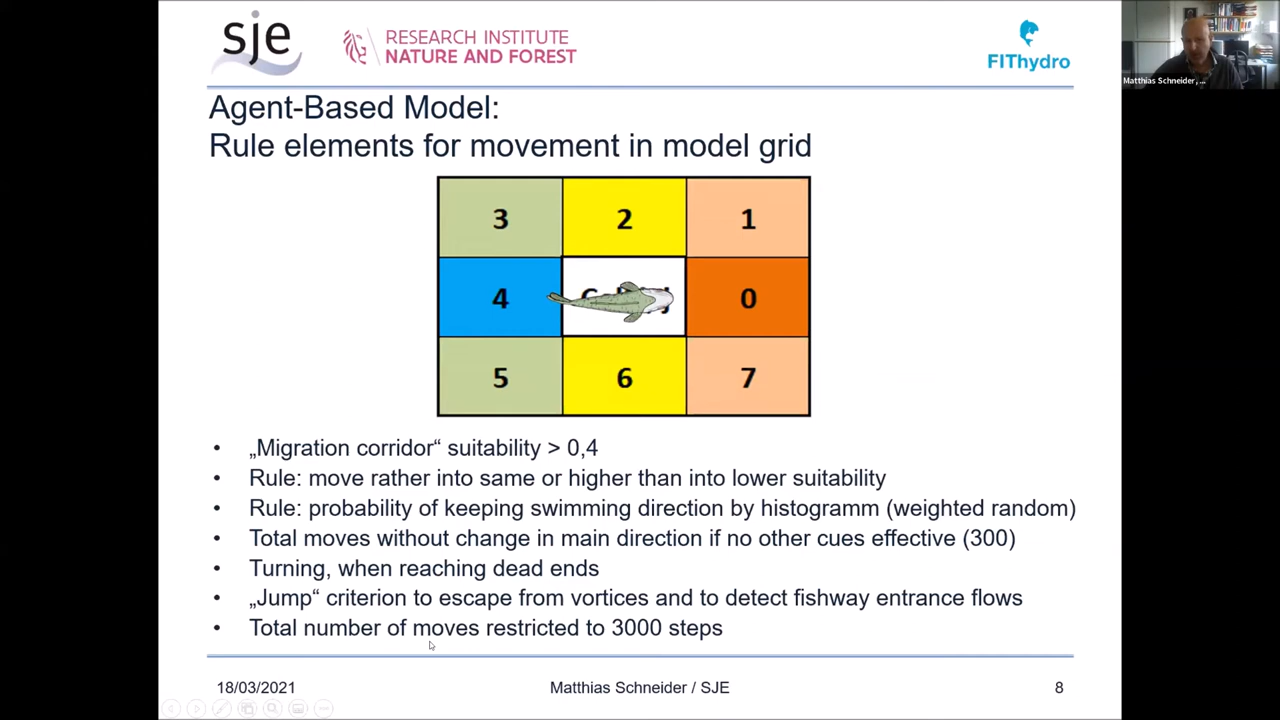 sje
RESEARCH INSTITUTE
NATURE AND FOREST
FIThydro
Matthias Schneider / ...
Agent-Based Model:
Rule elements for movement in model grid
3 2 1
4 0
5 6 7
• „Migration corridor“ suitability > 0,4
• Rule: move rather into same or higher than into lower suitability
• Rule: probability of keeping swimming direction by histogramm (weighted random)
• Total moves without change in main direction if no other cues effective (300)
• Turning, when reaching dead ends
• „Jump“ criterion to escape from vortices and to detect fishway entrance flows
• Total number of moves restricted to 3000 steps
18/03/2021 Matthias Schneider / SJE 8